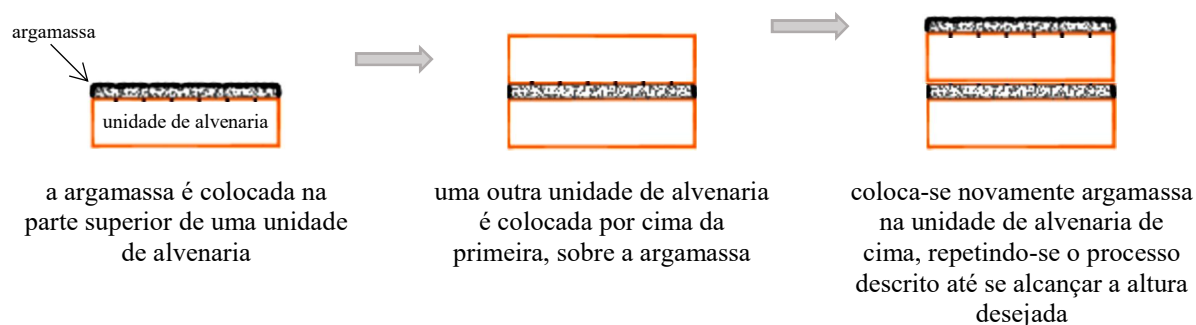 argamassa
unidade de alvenaria
a argamassa é colocada na
parte superior de uma unidade
de alvenaria
uma outra unidade de alvenaria
é colocada por cima da
primeira, sobre a argamassa
coloca-se novamente argamassa
na unidade de alvenaria de
cima, repetindo-se o processo
descrito até se alcançar a altura
desejada